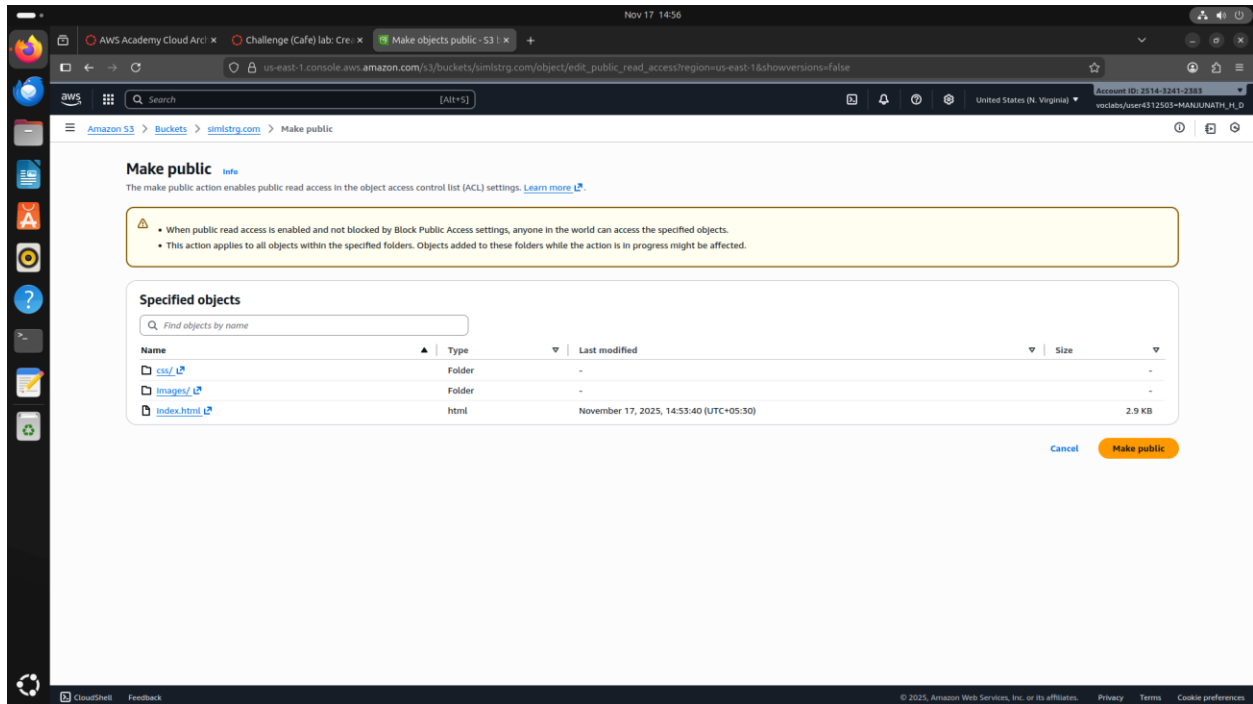 Nov 17 14:56
AWS Academy Cloud Arcl
Challenge (Cafe) lab: Crea
Make objects public - S3 b
us-east-1.console.aws.amazon.com/s3/buckets/simlstrg.com/object/edit_public_read_access?region=us-east-1&showversions=false
aws
Search
[Alt+S]
United States (N. Virginia)
Account ID: 2514-3241-2383
voclabs/user4312503=MANJUNATH_H_D
Amazon S3 > Buckets > simlstrg.com > Make public
Make public Info
The make public action enables public read access in the object access control list (ACL) settings. Learn more.
• When public read access is enabled and not blocked by Block Public Access settings, anyone in the world can access the specified objects.
• This action applies to all objects within the specified folders. Objects added to these folders while the action is in progress might be affected.
Specified objects
Find objects by name
Name Type Last modified Size
css/ Folder - -
images/ Folder - -
index.html html November 17, 2025, 14:53:40 (UTC+05:30) 2.9 KB
Cancel Make public
CloudShell Feedback © 2025, Amazon Web Services, Inc. or its affiliates. Privacy Terms Cookie preferences